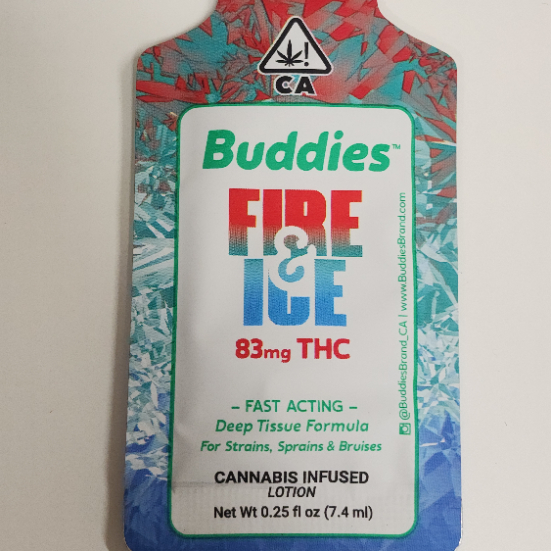 CA
Buddies™
FIRE
&
ICE
83mg THC
– FAST ACTING –
Deep Tissue Formula
For Strains, Sprains & Bruises
CANNABIS INFUSED
LOTION
Net Wt 0.25 fl oz (7.4 ml)
@BuddiesBrand_CA | www.BuddiesBrand.com